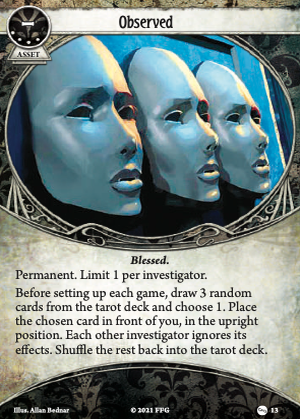 Observed
ASSET
Blessed.
Permanent. Limit 1 per investigator.
Before setting up each game, draw 3 random
cards from the tarot deck and choose 1. Place
the chosen card in front of you, in the upright
position. Each other investigator ignores its
effects. Shuffle the rest back into the tarot deck.
Illus. Allan Bednar
© 2021 FFG
13